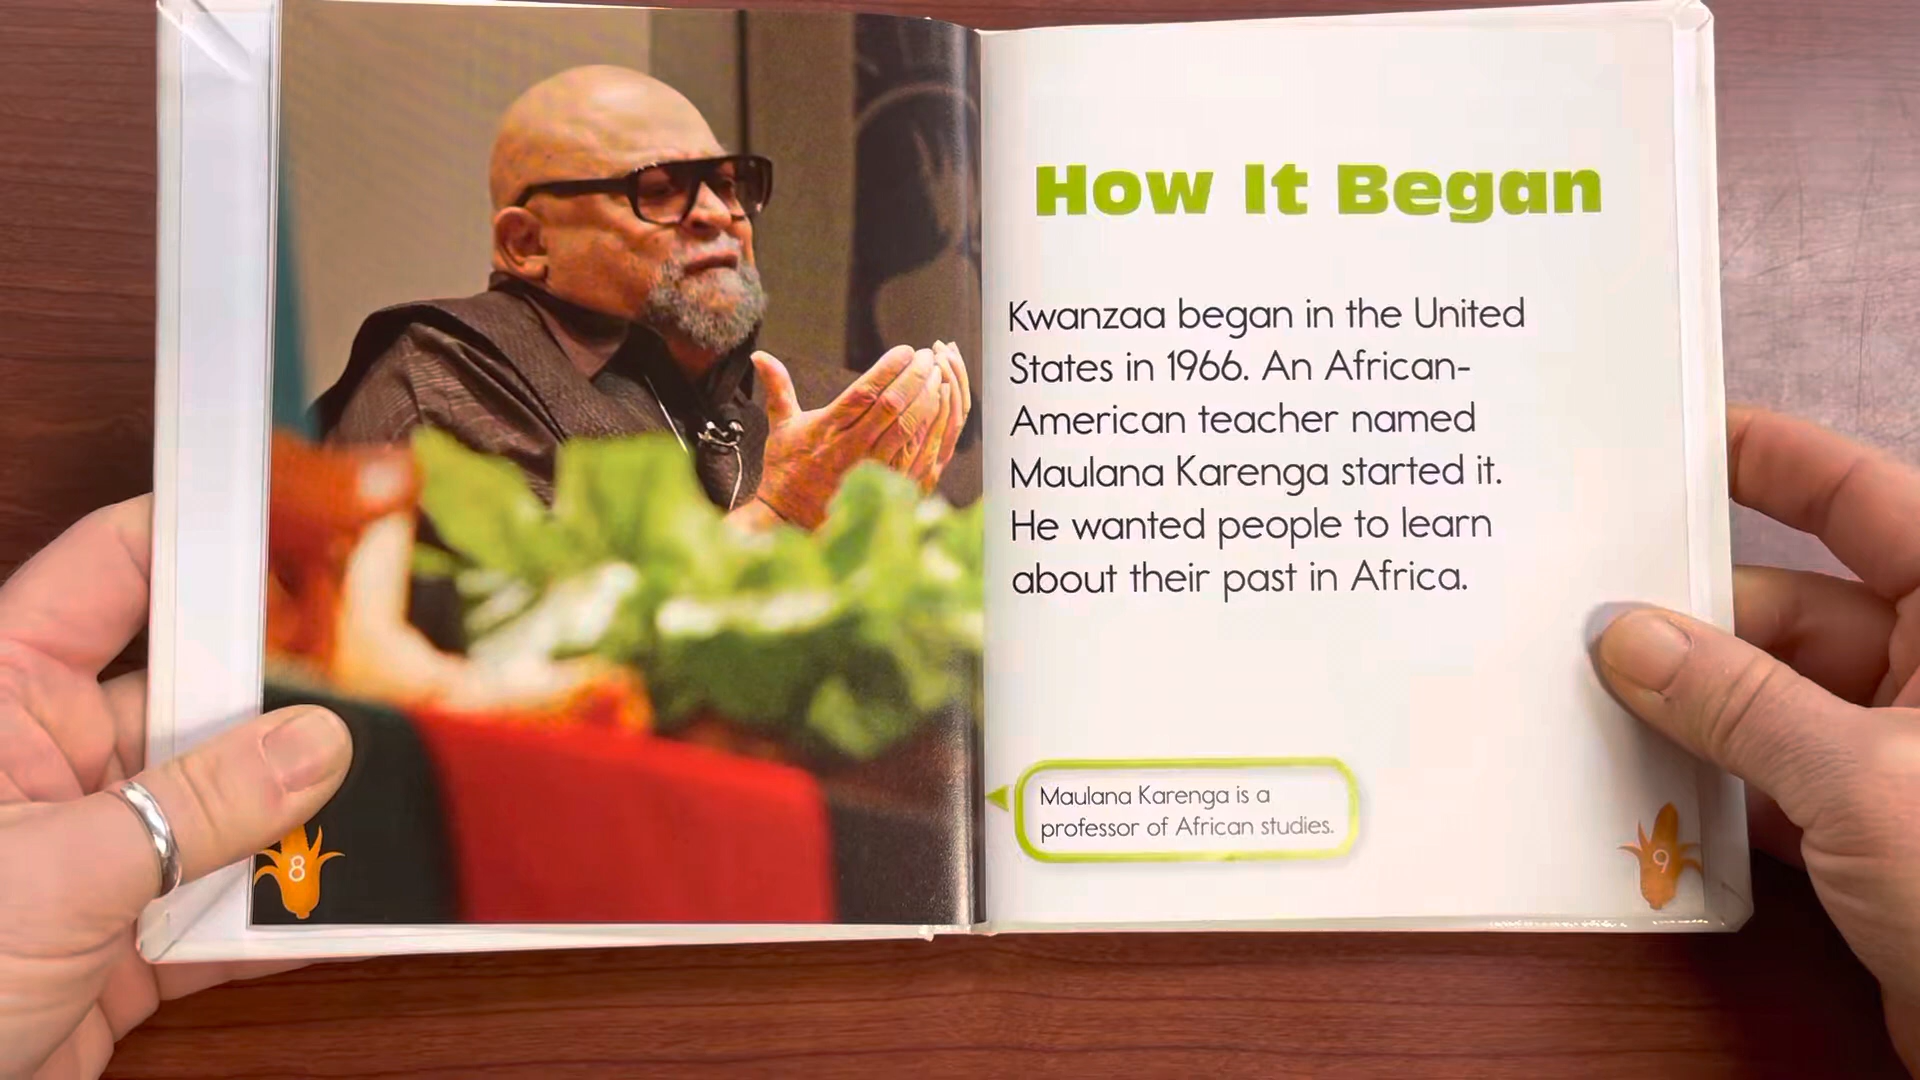 How It Began
Kwanzaa began in the United
States in 1966. An African-
American teacher named
Maulana Karenga started it.
He wanted people to learn
about their past in Africa.
Maulana Karenga is a
professor of African studies.
8
9